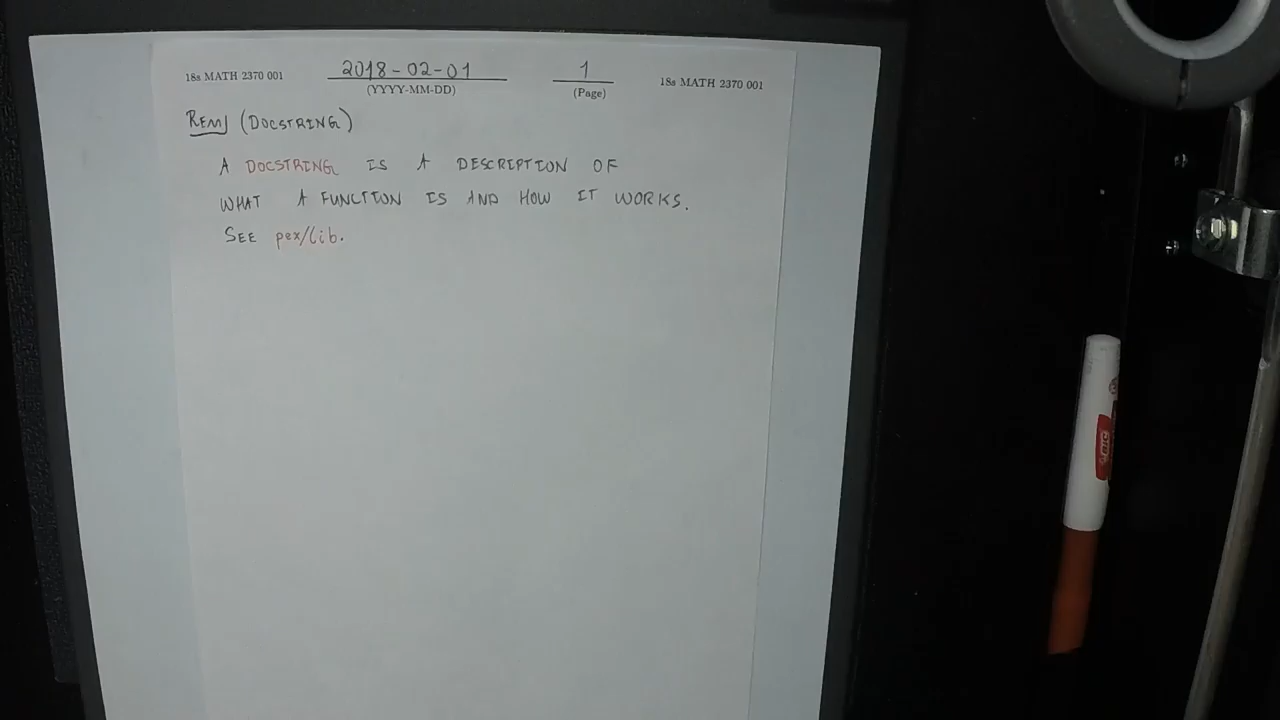 18s MATH 2370 001 2018-02-01 1 18s MATH 2370 001
(YYYY-MM-DD) (Page)
REM] (DOCSTRING)
A DOCSTRING IS A DESCRIPTION OF
WHAT A FUNCTION IS AND HOW IT WORKS.
SEE pex/lib.
BIC